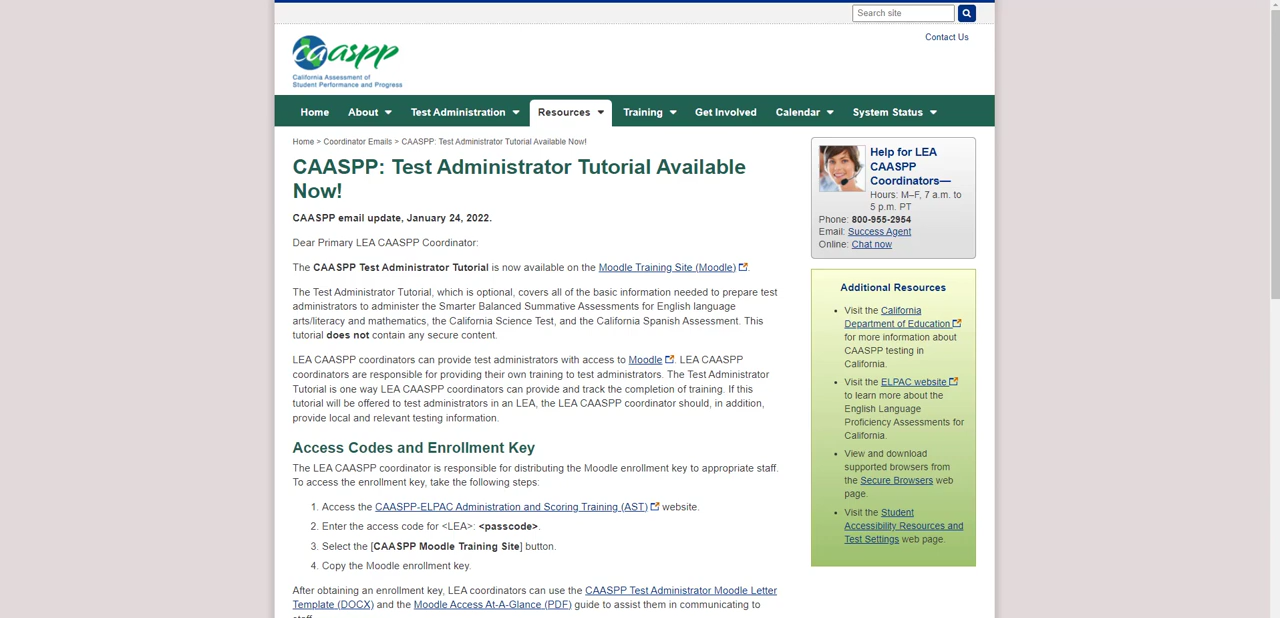 Search site
Contact Us
caaspp
California Assessment of
Student Performance and Progress
Home About Test Administration Resources Training Get Involved Calendar System Status
Home > Coordinator Emails > CAASPP: Test Administrator Tutorial Available Now!
CAASPP: Test Administrator Tutorial Available
Now!
CAASPP email update, January 24, 2022.
Dear Primary LEA CAASPP Coordinator:
The CAASPP Test Administrator Tutorial is now available on the Moodle Training Site (Moodle).
The Test Administrator Tutorial, which is optional, covers all of the basic information needed to prepare test
administrators to administer the Smarter Balanced Summative Assessments for English language
arts/literacy and mathematics, the California Science Test, and the California Spanish Assessment. This
tutorial does not contain any secure content.
LEA CAASPP coordinators can provide test administrators with access to Moodle. LEA CAASPP
coordinators are responsible for providing their own training to test administrators. The Test Administrator
Tutorial is one way LEA CAASPP coordinators can provide and track the completion of training. If this
tutorial will be offered to test administrators in an LEA, the LEA CAASPP coordinator should, in addition,
provide local and relevant testing information.
Access Codes and Enrollment Key
The LEA CAASPP coordinator is responsible for distributing the Moodle enrollment key to appropriate staff.
To access the enrollment key, take the following steps:
1. Access the CAASPP-ELPAC Administration and Scoring Training (AST) website.
2. Enter the access code for <LEA>: <passcode>.
3. Select the [CAASPP Moodle Training Site] button.
4. Copy the Moodle enrollment key.
After obtaining an enrollment key, LEA coordinators can use the CAASPP Test Administrator Moodle Letter
Template (DOCX) and the Moodle Access At-A-Glance (PDF) guide to assist them in communicating to
staff.
Help for LEA
CAASPP
Coordinators—
Hours: M–F, 7 a.m. to
5 p.m. PT
Phone: 800-955-2954
Email: Success Agent
Online: Chat now
Additional Resources
• Visit the California
Department of Education
for more information about
CAASPP testing in
California.
• Visit the ELPAC website
to learn more about the
English Language
Proficiency Assessments for
California.
• View and download
supported browsers from
the Secure Browsers web
page.
• Visit the Student
Accessibility Resources and
Test Settings web page.